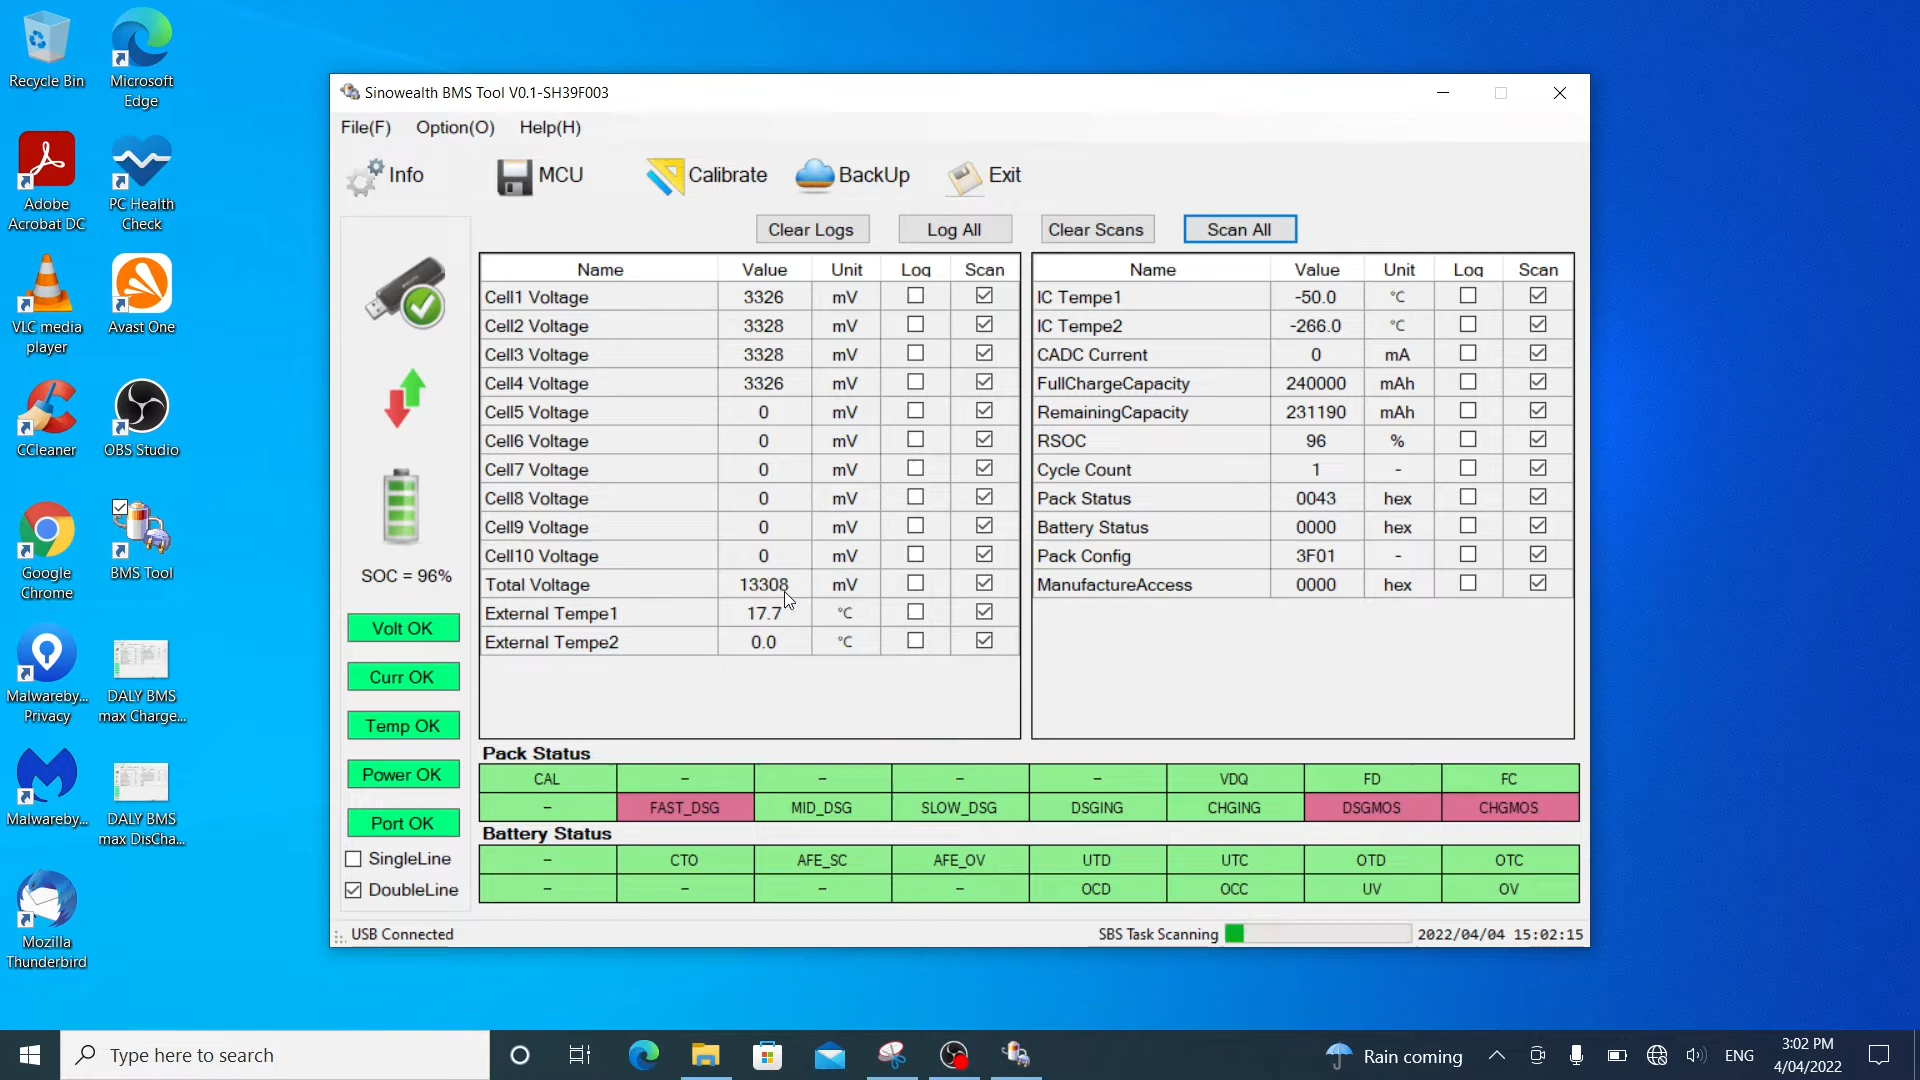 Recycle Bin
Microsoft Edge
Adobe Acrobat DC
PC Health Check
VLC media player
Avast One
CCleaner
OBS Studio
Google Chrome
BMS Tool
Malwareby... Privacy
DALY BMS max Charge...
Malwareby...
DALY BMS max DisCha...
Mozilla Thunderbird
Sinowealth BMS Tool V0.1-SH39F003
File(F) Option(O) Help(H)
Info MCU Calibrate BackUp Exit
Clear Logs Log All Clear Scans Scan All
SOC = 96%
Volt OK
Curr OK
Temp OK
Power OK
Port OK
SingleLine
DoubleLine
Name Value Unit Log Scan
Cell1 Voltage 3326 mV
Cell2 Voltage 3328 mV
Cell3 Voltage 3328 mV
Cell4 Voltage 3326 mV
Cell5 Voltage 0 mV
Cell6 Voltage 0 mV
Cell7 Voltage 0 mV
Cell8 Voltage 0 mV
Cell9 Voltage 0 mV
Cell10 Voltage 0 mV
Total Voltage 13308 mV
External Tempe1 17.7 °C
External Tempe2 0.0 °C
Name Value Unit Log Scan
IC Tempe1 -50.0 °C
IC Tempe2 -266.0 °C
CADC Current 0 mA
FullChargeCapacity 240000 mAh
RemainingCapacity 231190 mAh
RSOC 96 %
Cycle Count 1 -
Pack Status 0043 hex
Battery Status 0000 hex
Pack Config 3F01 -
ManufactureAccess 0000 hex
Pack Status
CAL - - - - VDQ FD FC
- FAST_DSG MID_DSG SLOW_DSG DSGING CHGING DSGMOS CHGMOS
Battery Status
- CTO AFE_SC AFE_OV UTD UTC OTD OTC
- - - - OCD OCC UV OV
USB Connected SBS Task Scanning 2022/04/04 15:02:15
Type here to search
Rain coming
ENG
3:02 PM
4/04/2022